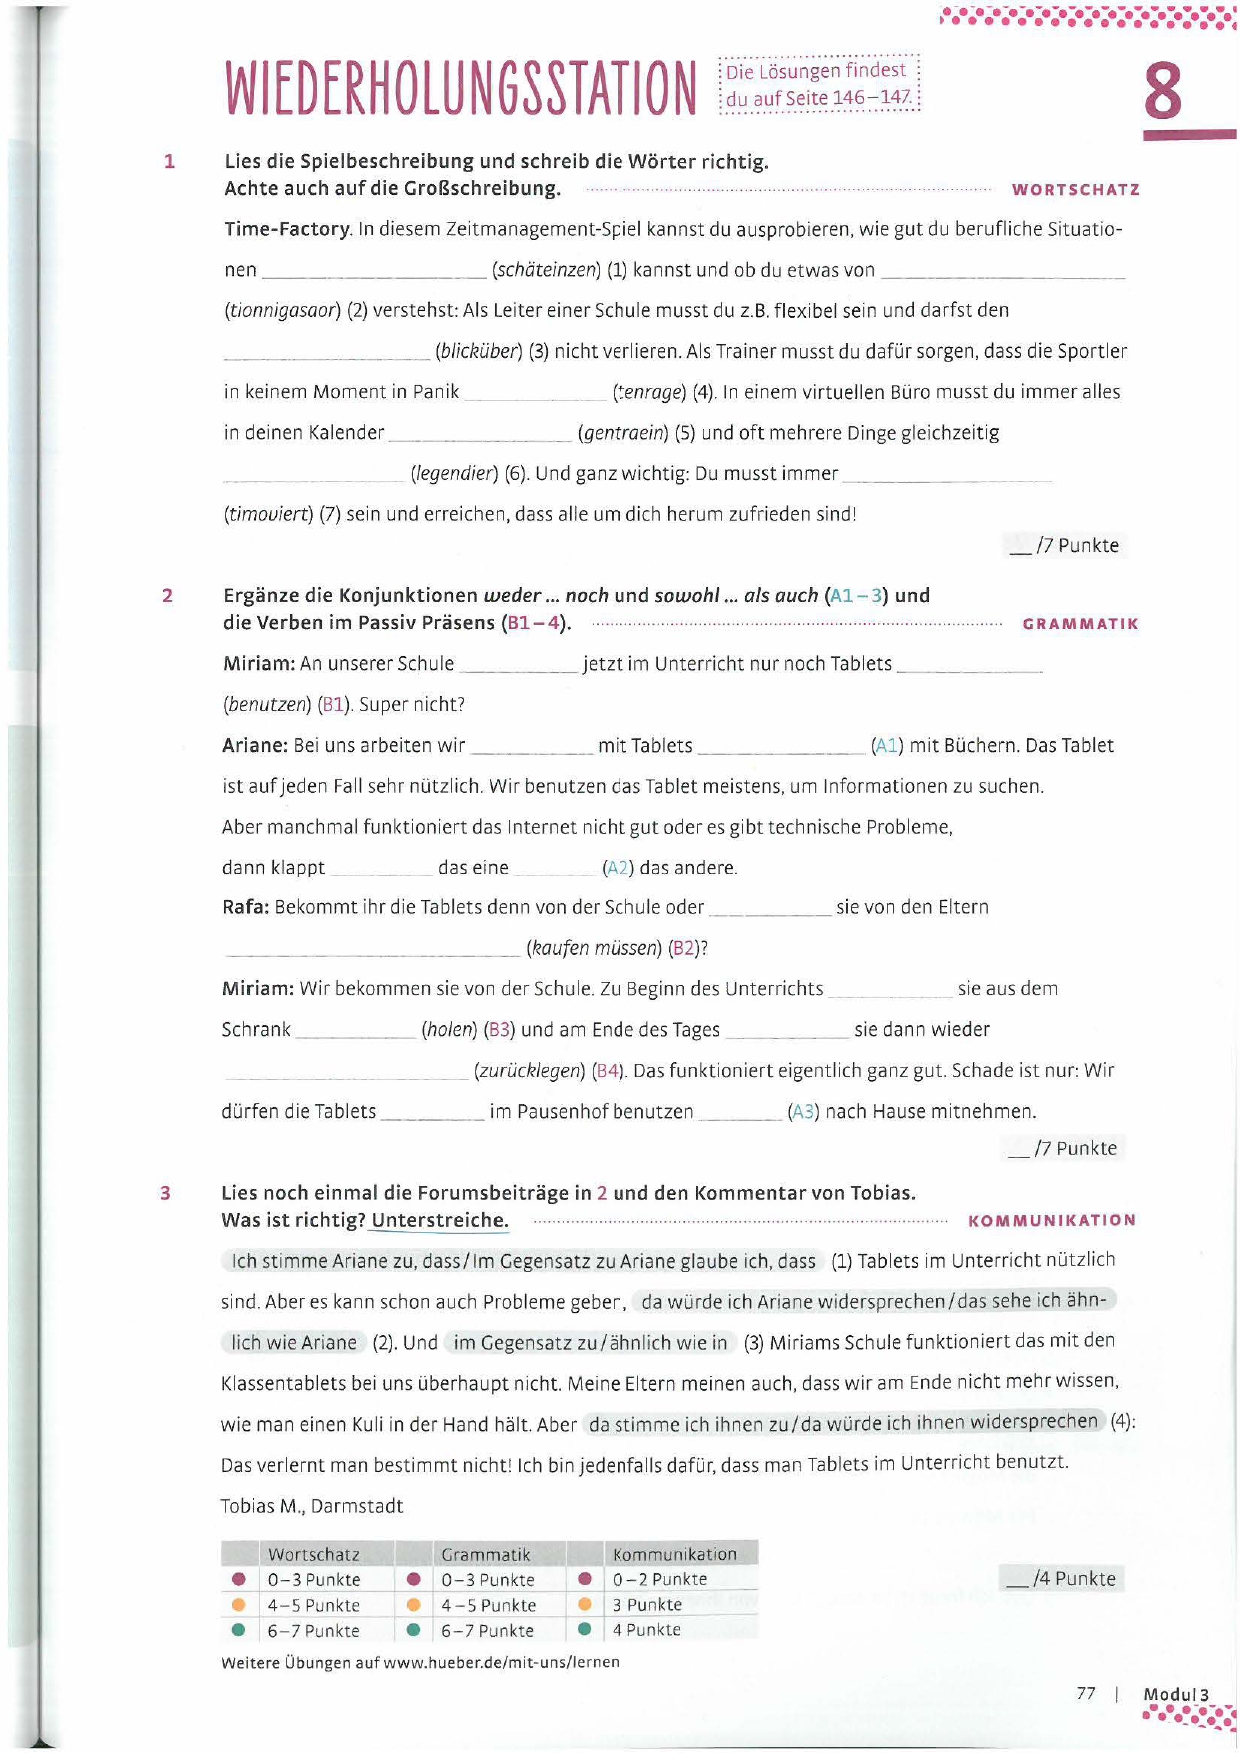 WIEDERHOLUNGSSTATION
Die Lösungen findest
du auf Seite 146–147.
8
1 Lies die Spielbeschreibung und schreib die Wörter richtig.
Achte auch auf die Großschreibung. WORTSCHATZ
Time-Factory. In diesem Zeitmanagement-Spiel kannst du ausprobieren, wie gut du berufliche Situatio-
nen ____________ (schäteinzen) (1) kannst und ob du etwas von ____________
(tionnigasaor) (2) verstehst: Als Leiter einer Schule musst du z.B. flexibel sein und darfst den
____________ (blicküber) (3) nicht verlieren. Als Trainer musst du dafür sorgen, dass die Sportler
in keinem Moment in Panik ____________ (tenrage) (4). In einem virtuellen Büro musst du immer alles
in deinen Kalender ____________ (gentraein) (5) und oft mehrere Dinge gleichzeitig
____________ (legendier) (6). Und ganz wichtig: Du musst immer ____________
(timouiert) (7) sein und erreichen, dass alle um dich herum zufrieden sind!
__ /7 Punkte
2 Ergänze die Konjunktionen weder ... noch und sowohl ... als auch (A1–3) und
die Verben im Passiv Präsens (B1–4). GRAMMATIK
Miriam: An unserer Schule ____________ jetzt im Unterricht nur noch Tablets ____________
(benutzen) (B1). Super nicht?
Ariane: Bei uns arbeiten wir ____________ mit Tablets ____________ (A1) mit Büchern. Das Tablet
ist auf jeden Fall sehr nützlich. Wir benutzen das Tablet meistens, um Informationen zu suchen.
Aber manchmal funktioniert das Internet nicht gut oder es gibt technische Probleme,
dann klappt ____________ das eine ____________ (A2) das andere.
Rafa: Bekommt ihr die Tablets denn von der Schule oder ____________ sie von den Eltern
____________ (kaufen müssen) (B2)?
Miriam: Wir bekommen sie von der Schule. Zu Beginn des Unterrichts ____________ sie aus dem
Schrank ____________ (holen) (B3) und am Ende des Tages ____________ sie dann wieder
____________ (zurücklegen) (B4). Das funktioniert eigentlich ganz gut. Schade ist nur: Wir
dürfen die Tablets ____________ im Pausenhof benutzen ____________ (A3) nach Hause mitnehmen.
__ /7 Punkte
3 Lies noch einmal die Forumsbeiträge in 2 und den Kommentar von Tobias.
Was ist richtig? Unterstreiche. KOMMUNIKATION
Ich stimme Ariane zu, dass/Im Gegensatz zu Ariane glaube ich, dass (1) Tablets im Unterricht nützlich
sind. Aber es kann schon auch Probleme geber, da würde ich Ariane widersprechen/das sehe ich ähn-
lich wie Ariane (2). Und im Gegensatz zu/ähnlich wie in (3) Miriams Schule funktioniert das mit den
Klassentablets bei uns überhaupt nicht. Meine Eltern meinen auch, dass wir am Ende nicht mehr wissen,
wie man einen Kuli in der Hand hält. Aber da stimme ich ihnen zu/da würde ich ihnen widersprechen (4):
Das verlernt man bestimmt nicht! Ich bin jedenfalls dafür, dass man Tablets im Unterricht benutzt.
Tobias M., Darmstadt
Wortschatz Grammatik Kommunikation
0–3 Punkte 0–3 Punkte 0–2 Punkte
4–5 Punkte 4–5 Punkte 3 Punkte
6–7 Punkte 6–7 Punkte 4 Punkte
__ /4 Punkte
Weitere Übungen auf www.hueber.de/mit-uns/lernen
77 | Modul 3